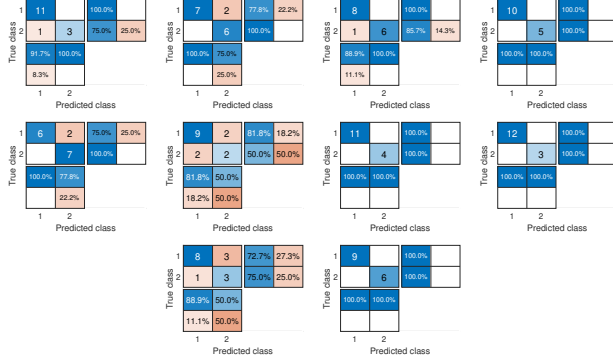 1 11 100.0%
2 1 3 75.0% 25.0%
91.7% 100.0%
8.3%
1 2
Predicted class
True class
1 7 2 77.8% 22.2%
2 6 100.0%
100.0% 75.0%
25.0%
1 2
Predicted class
True class
1 8 100.0%
2 1 6 85.7% 14.3%
88.9% 100.0%
11.1%
1 2
Predicted class
True class
1 10 100.0%
2 5 100.0%
100.0% 100.0%
1 2
Predicted class
True class
1 6 2 75.0% 25.0%
2 7 100.0%
100.0% 77.8%
22.2%
1 2
Predicted class
True class
1 9 2 81.8% 18.2%
2 2 2 50.0% 50.0%
81.8% 50.0%
18.2% 50.0%
1 2
Predicted class
True class
1 11 100.0%
2 4 100.0%
100.0% 100.0%
1 2
Predicted class
True class
1 12 100.0%
2 3 100.0%
100.0% 100.0%
1 2
Predicted class
True class
1 8 3 72.7% 27.3%
2 1 3 75.0% 25.0%
88.9% 50.0%
11.1% 50.0%
1 2
Predicted class
True class
1 9 100.0%
2 6 100.0%
100.0% 100.0%
1 2
Predicted class
True class